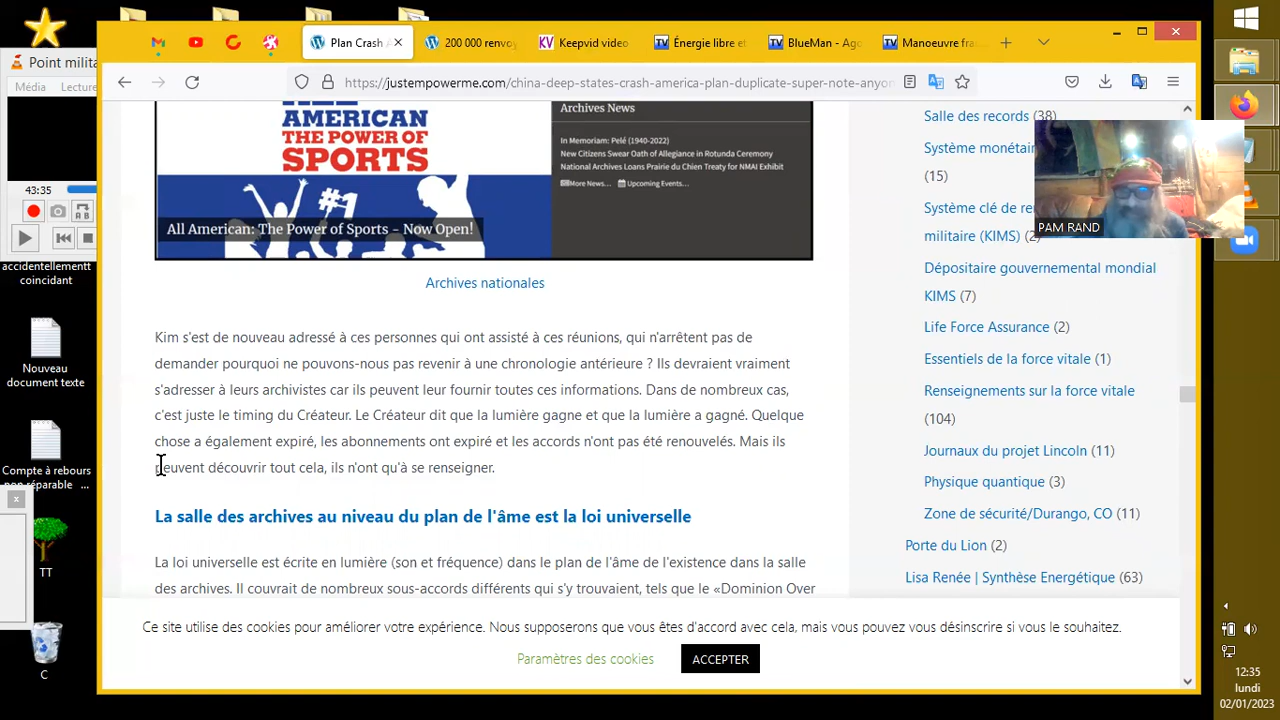 Point milita
Média
Lecture
43:35
accidentellementt
coincidant
Nouveau
document texte
Compte à rebours
non réparable ...
TT
C
Plan Crash A
200 000 renvoy
Keepvid video
Énergie libre et
BlueMan - Ago
Manoeuvre fra
https://justempowerme.com/china-deep-states-crash-america-plan-duplicate-super-note-anyon
ALL
AMERICAN
THE POWER OF
SPORTS
#1
All American: The Power of Sports – Now Open!
Archives News
In Memoriam: Pelé (1940-2022)
New Citizens Swear Oath of Allegiance in Rotunda Ceremony
National Archives Loans Prairie du Chien Treaty for NMAI Exhibit
More News... Upcoming Events...
Archives nationales
Kim s'est de nouveau adressé à ces personnes qui ont assisté à ces réunions, qui n'arrêtent pas de
demander pourquoi ne pouvons-nous pas revenir à une chronologie antérieure ? Ils devraient vraiment
s'adresser à leurs archivistes car ils peuvent leur fournir toutes ces informations. Dans de nombreux cas,
c'est juste le timing du Créateur. Le Créateur dit que la lumière gagne et que la lumière a gagné. Quelque
chose a également expiré, les abonnements ont expiré et les accords n'ont pas été renouvelés. Mais ils
peuvent découvrir tout cela, ils n'ont qu'à se renseigner.
La salle des archives au niveau du plan de l'âme est la loi universelle
La loi universelle est écrite en lumière (son et fréquence) dans le plan de l'âme de l'existence dans la salle
des archives. Il couvrait de nombreux sous-accords différents qui s'y trouvaient, tels que le «Dominion Over
Salle des records (38)
Système monétair
(15)
Système clé de re
militaire (KIMS) (2)
Dépositaire gouvernemental mondial
KIMS (7)
Life Force Assurance (2)
Essentiels de la force vitale (1)
Renseignements sur la force vitale
(104)
Journaux du projet Lincoln (11)
Physique quantique (3)
Zone de sécurité/Durango, CO (11)
Porte du Lion (2)
Lisa Renée | Synthèse Energétique (63)
PAM RAND
Ce site utilise des cookies pour améliorer votre expérience. Nous supposerons que vous êtes d'accord avec cela, mais vous pouvez vous désinscrire si vous le souhaitez.
Paramètres des cookies
ACCEPTER
12:35
lundi
02/01/2023